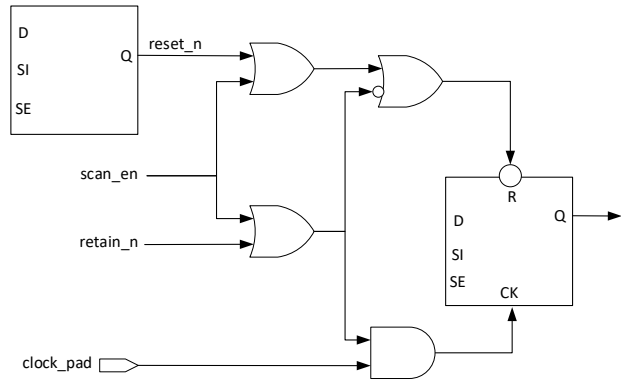 D
Q
reset_n
SI
SE
scan_en
retain_n
R
D
Q
SI
SE
CK
clock_pad